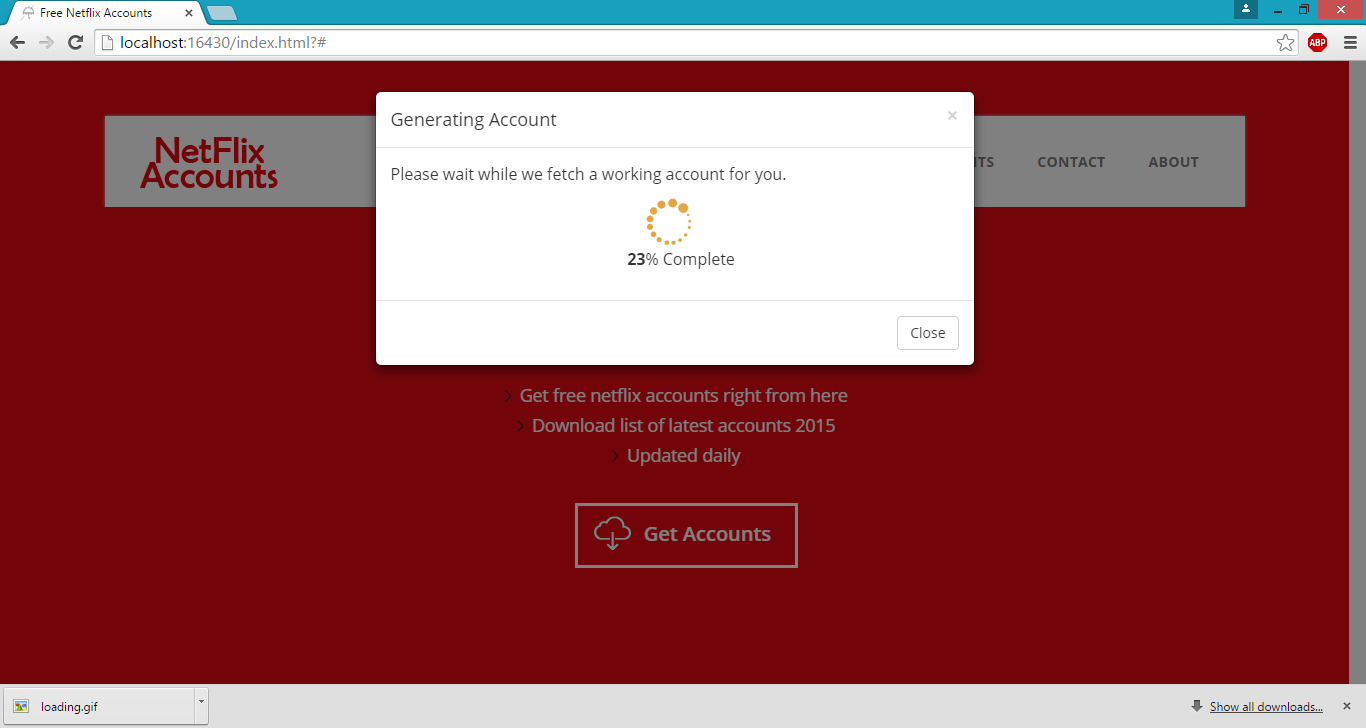 Free Netflix Accounts
localhost:16430/index.html?#
ABP
Generating Account
×
NetFlix
Accounts
NTS CONTACT ABOUT
Please wait while we fetch a working account for you.
23% Complete
Close
Get free netflix accounts right from here
Download list of latest accounts 2015
Updated daily
Get Accounts
loading.gif
Show all downloads...